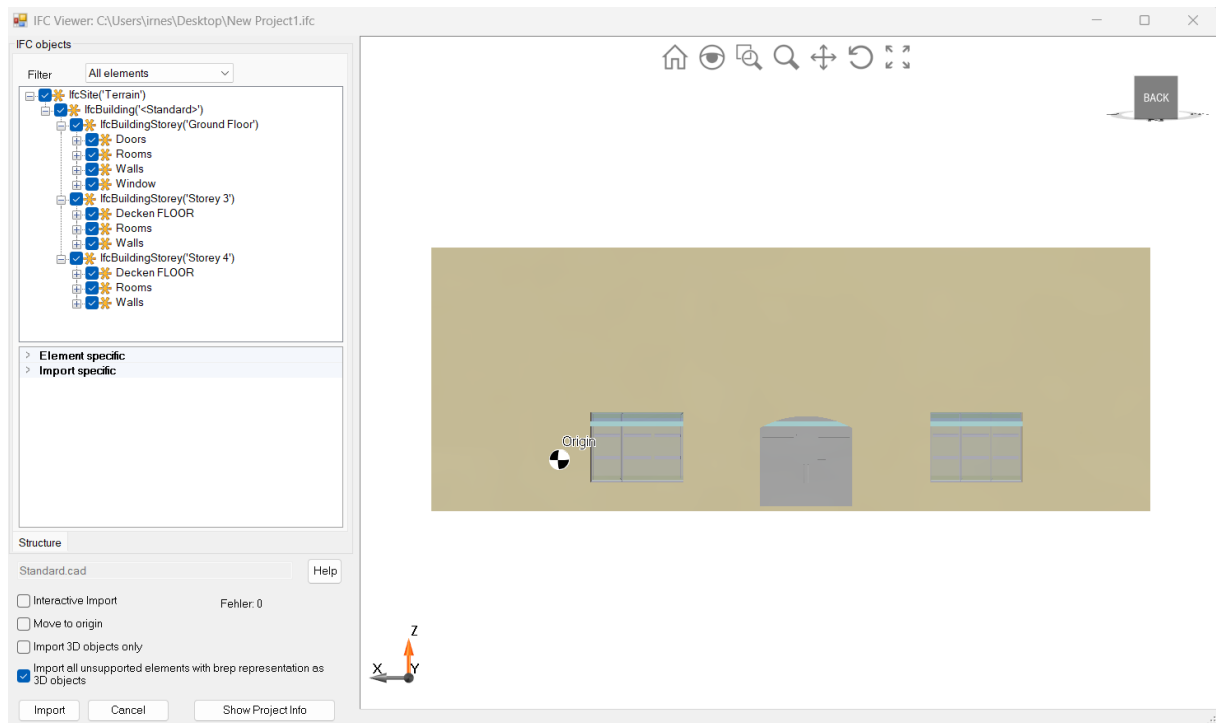 IFC Viewer: C:\Users\irnes\Desktop\New Project1.ifc
IFC objects
Filter
All elements
IfcSite('Terrain')
IfcBuilding('<Standard>')
IfcBuildingStorey('Ground Floor')
Doors
Rooms
Walls
Window
IfcBuildingStorey('Storey 3')
Decken FLOOR
Rooms
Walls
IfcBuildingStorey('Storey 4')
Decken FLOOR
Rooms
Walls
Element specific
Import specific
Structure
Standard.cad
Help
Interactive Import
Fehler: 0
Move to origin
Import 3D objects only
Import all unsupported elements with brep representation as
3D objects
Import
Cancel
Show Project Info
BACK
Origin
Z
X
Y